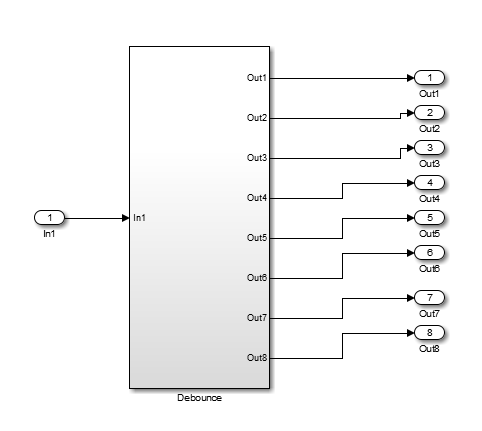 Out1
1
Out1
Out2
2
Out2
Out3
3
Out3
Out4
4
Out4
1
In1
In1
Out5
5
Out5
Out6
6
Out6
Out7
7
Out7
Out8
8
Out8
Debounce